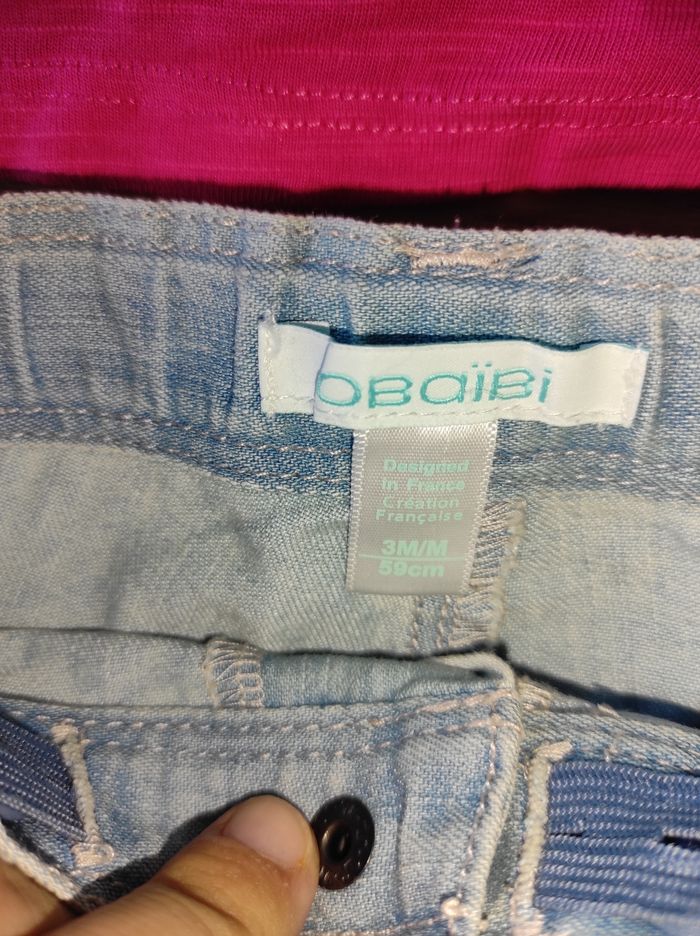 OBaïBi
Designed
in France
Création
Française
3M/M
59cm